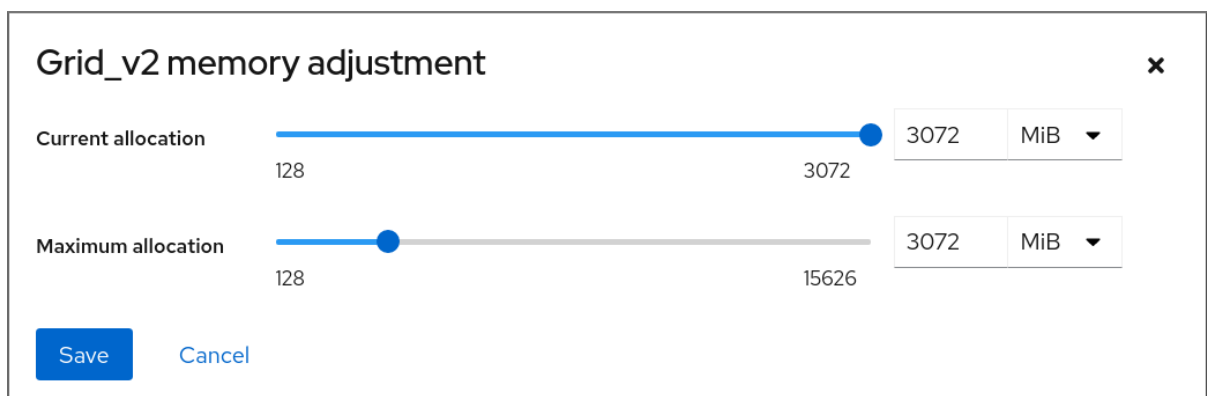 Grid_v2 memory adjustment
Current allocation 3072 MiB
128 3072
Maximum allocation 3072 MiB
128 15626
Save Cancel